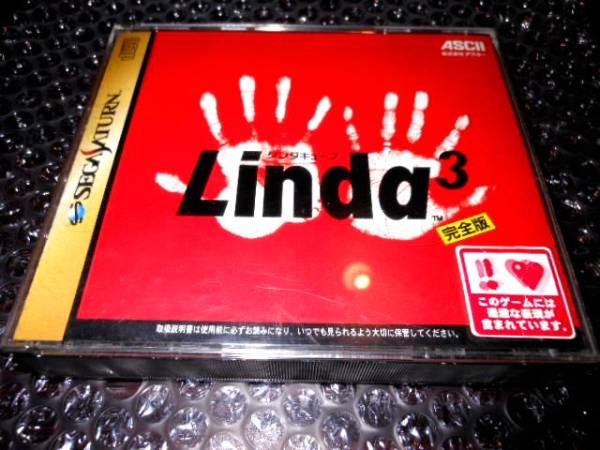 SEGA SATURN
ASCII
株式会社アスキー
リンダキューブ
Linda³
TM
完全版
!!
このゲームには
過激な表現が
含まれています。
取扱説明書は使用前に必ずお読みになり、いつでも見られるよう大切に保管してください。